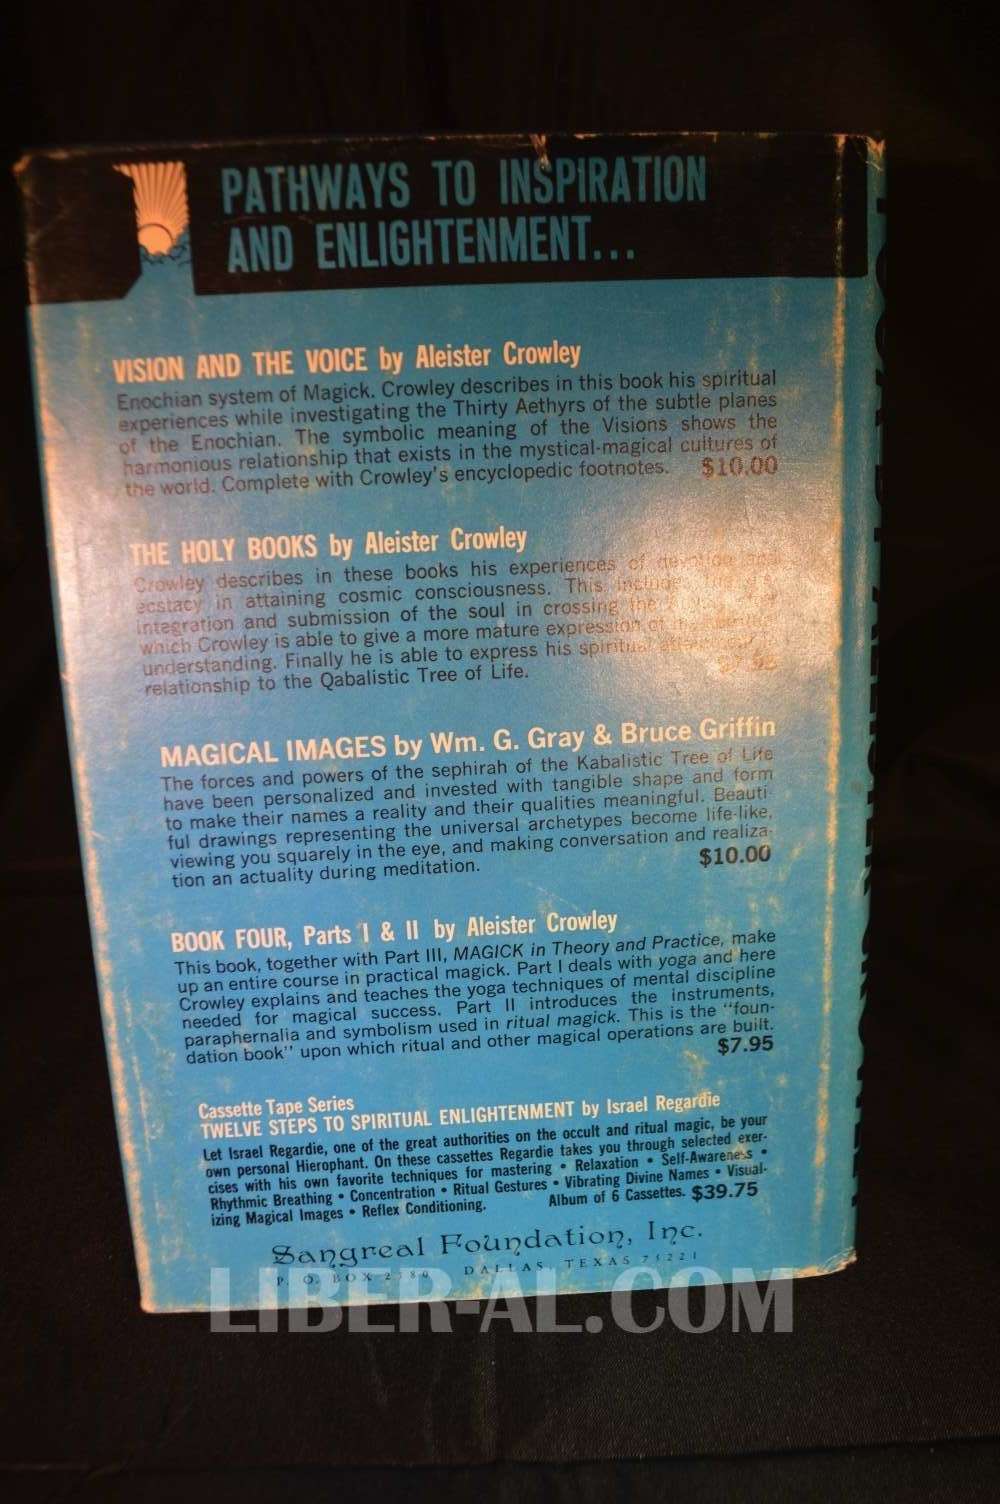 PATHWAYS TO INSPIRATION
AND ENLIGHTENMENT...
VISION AND THE VOICE by Aleister Crowley
Enochian system of Magick. Crowley describes in this book his spiritual
experiences while investigating the Thirty Aethyrs of the subtle planes
of the Enochian. The symbolic meaning of the Visions shows the
harmonious relationship that exists in the mystical-magical cultures of
the world. Complete with Crowley's encyclopedic footnotes. $10.00
THE HOLY BOOKS by Aleister Crowley
Crowley describes in these books his experiences of
ecstacy in attaining cosmic consciousness. This
integration and submission of the soul in crossing the
which Crowley is able to give a more mature expression of
understanding. Finally he is able to express his spiritual
relationship to the Qabalistic Tree of Life.
MAGICAL IMAGES by Wm. G. Gray & Bruce Griffin
The forces and powers of the sephirah of the Kabalistic Tree of Life
have been personalized and invested with tangible shape and form
to make their names a reality and their qualities meaningful. Beauti-
ful drawings representing the universal archetypes become life-like,
viewing you squarely in the eye, and making conversation and realiza-
tion an actuality during meditation. $10.00
BOOK FOUR, Parts I & II by Aleister Crowley
This book, together with Part III, MAGICK in Theory and Practice, make
up an entire course in practical magick. Part I deals with yoga and here
Crowley explains and teaches the yoga techniques of mental discipline
needed for magical success. Part II introduces the instruments,
paraphernalia and symbolism used in ritual magick. This is the "foun-
dation book" upon which ritual and other magical operations are built.
$7.95
Cassette Tape Series
TWELVE STEPS TO SPIRITUAL ENLIGHTENMENT by Israel Regardie
Let Israel Regardie, one of the great authorities on the occult and ritual magic, be your
own personal Hierophant. On these cassettes Regardie takes you through selected exer-
cises with his own favorite techniques for mastering • Relaxation • Self-Awareness •
Rhythmic Breathing • Concentration • Ritual Gestures • Vibrating Divine Names • Visual-
izing Magical Images • Reflex Conditioning. Album of 6 Cassettes. $39.75
Sangreal Foundation, Inc.
P. O. BOX 2580 DALLAS, TEXAS 75221
LIBER-AL.COM